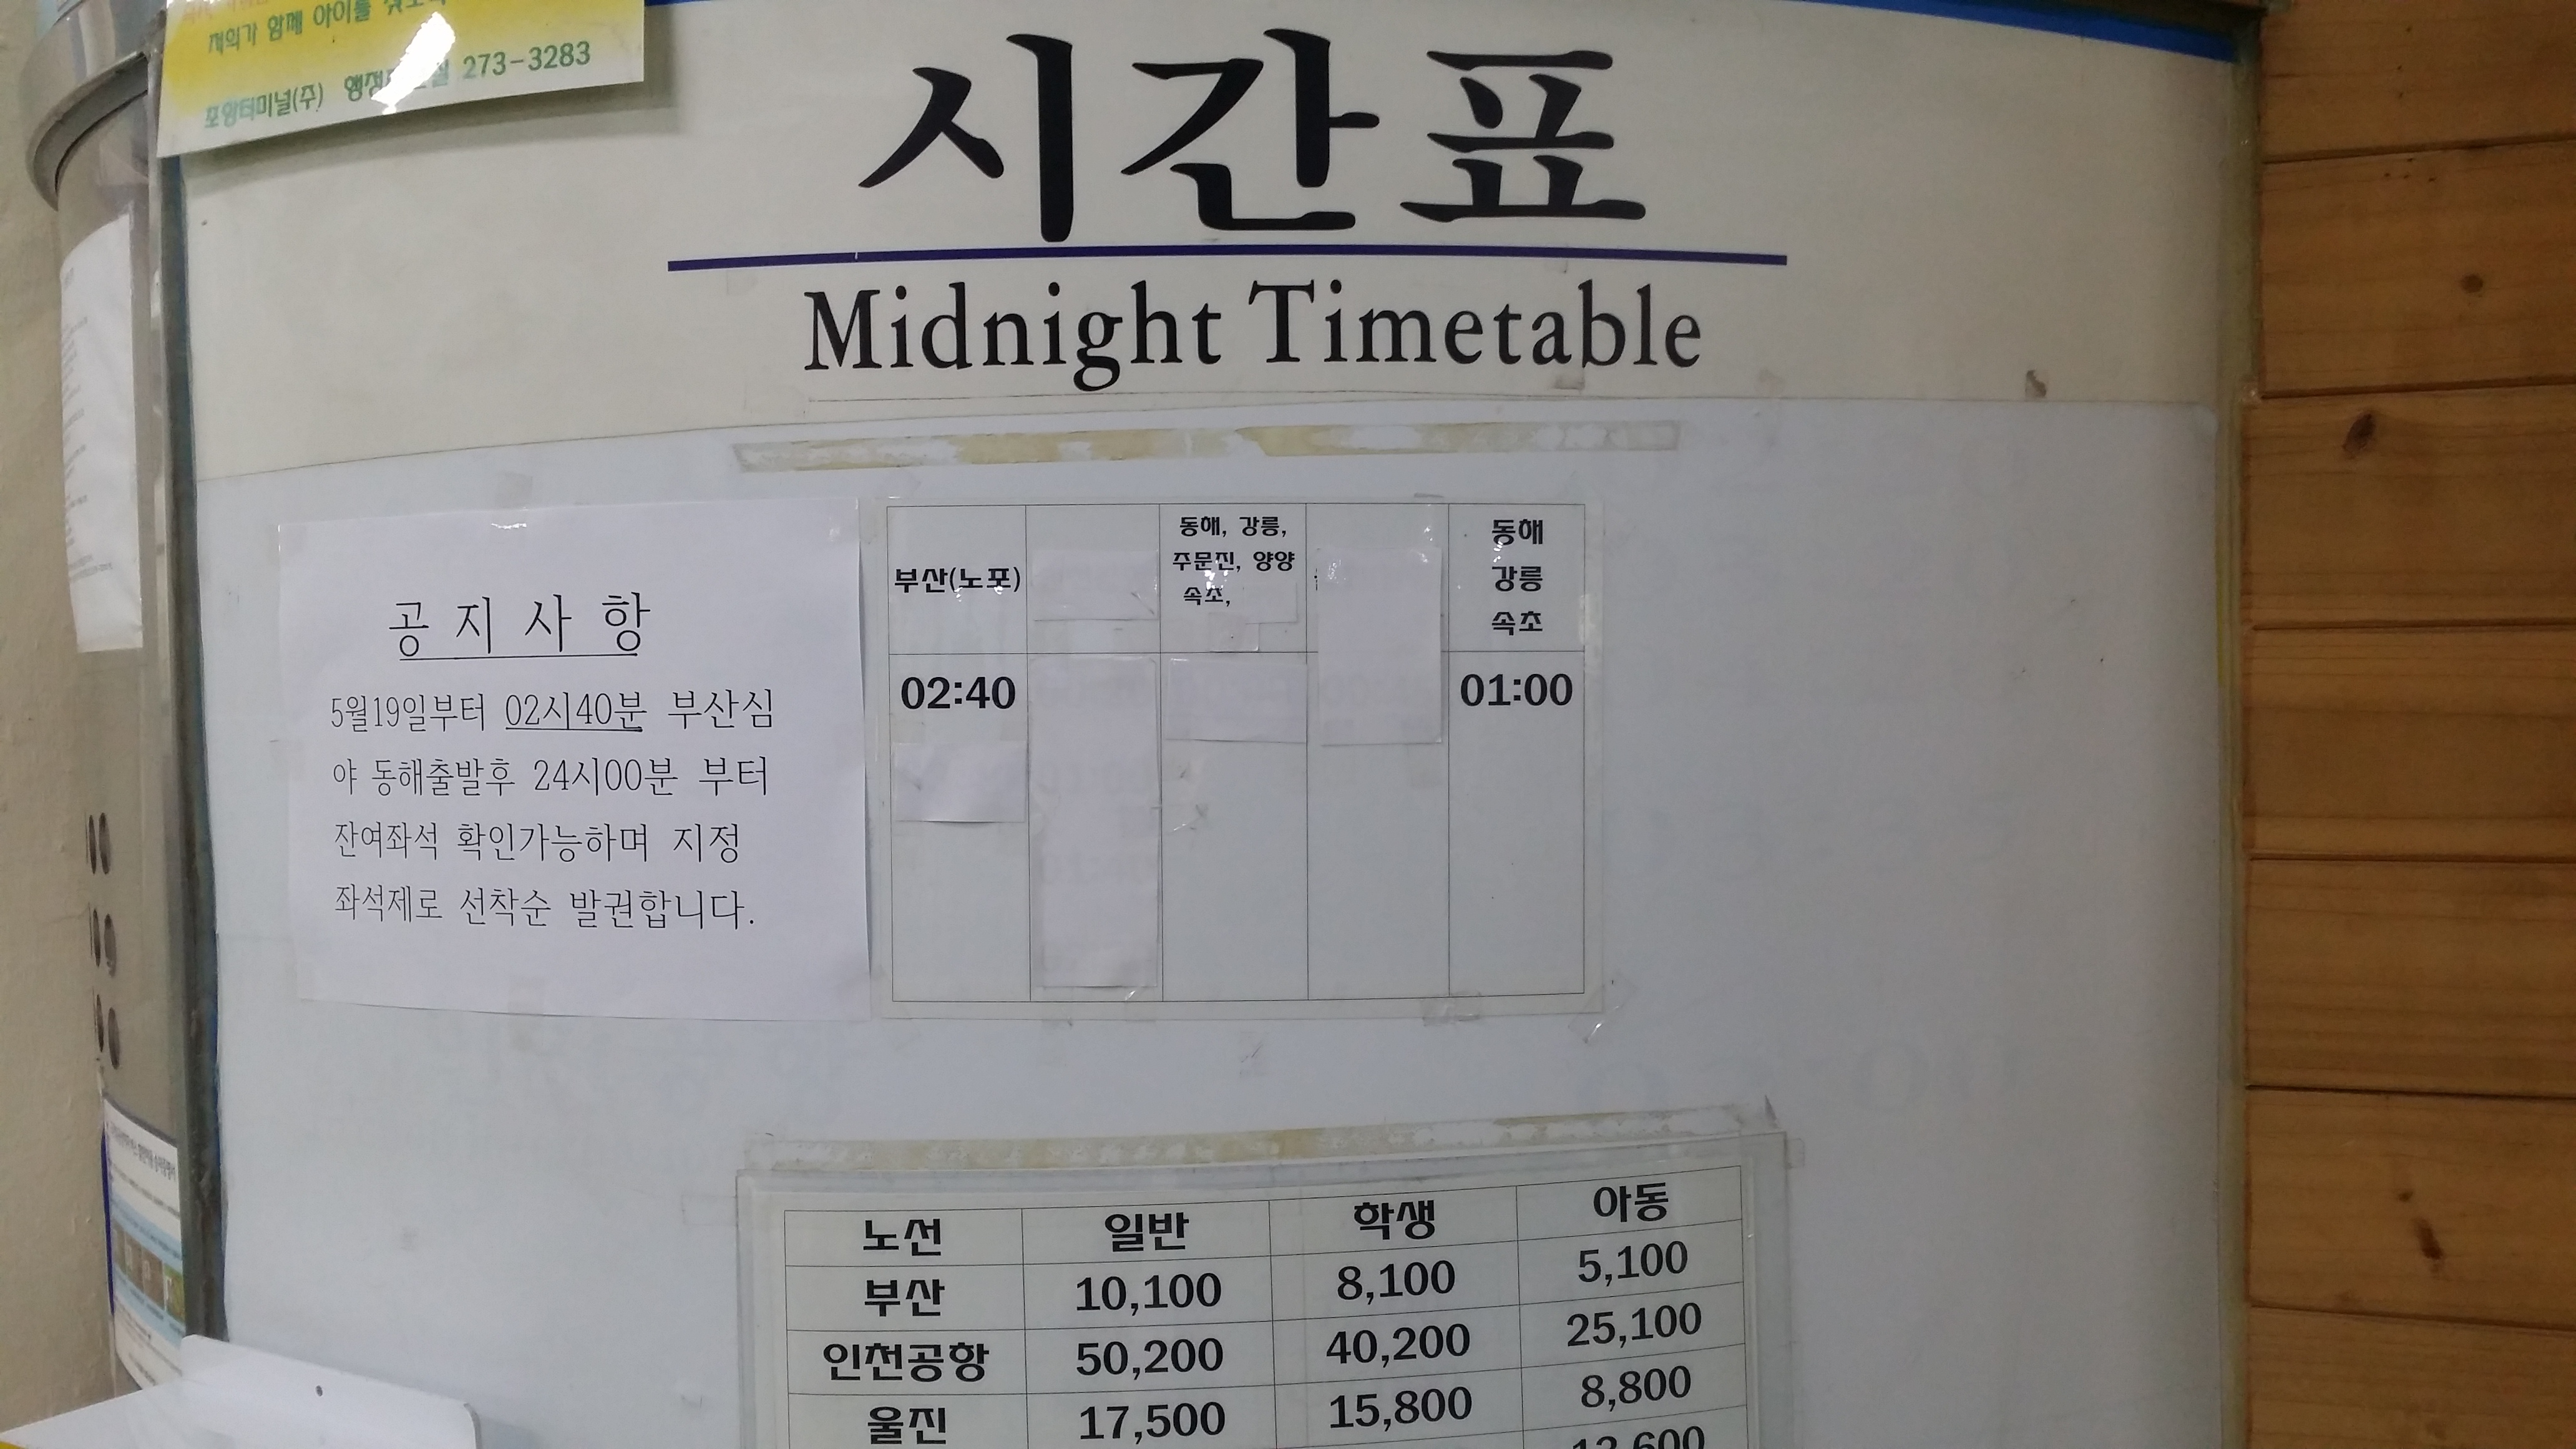 함께 아이를
포항터미널(주) 273-3283
시간표
Midnight Timetable
공지사항
5월19일부터 02시40분 부산심
야 동해출발후 24시00분 부터
잔여좌석 확인가능하며 지정
좌석제로 선착순 발권합니다.
부산(노포)
동해, 강릉,
주문진, 양양
속초,
동해
강릉
속초
02:40 01:00
노선 일반 학생 아동
부산 10,100 8,100 5,100
인천공항 50,200 40,200 25,100
울진 17,500 15,800 8,800